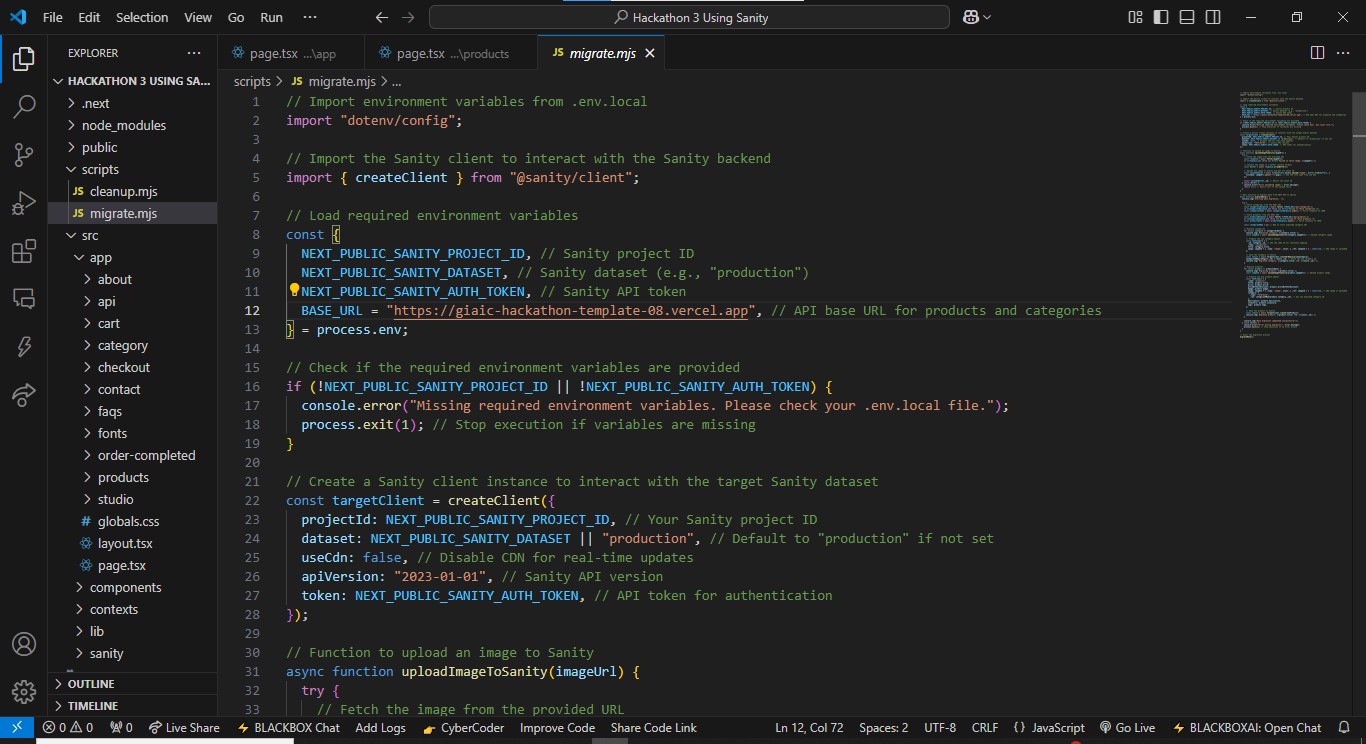 File Edit Selection View Go Run ··· Hackathon 3 Using Sanity
EXPLORER ···
HACKATHON 3 USING SA...
.next
node_modules
public
scripts
JS cleanup.mjs
JS migrate.mjs
src
app
about
api
cart
category
checkout
contact
faqs
fonts
order-completed
products
studio
# globals.css
layout.tsx
page.tsx
components
contexts
lib
sanity
OUTLINE
TIMELINE
page.tsx ...\app page.tsx ...\products JS migrate.mjs
scripts > JS migrate.mjs > ...
1 // Import environment variables from .env.local
2 import "dotenv/config";
3
4 // Import the Sanity client to interact with the Sanity backend
5 import { createClient } from "@sanity/client";
6
7 // Load required environment variables
8 const {
9 NEXT_PUBLIC_SANITY_PROJECT_ID, // Sanity project ID
10 NEXT_PUBLIC_SANITY_DATASET, // Sanity dataset (e.g., "production")
11 NEXT_PUBLIC_SANITY_AUTH_TOKEN, // Sanity API token
12 BASE_URL = "https://giaic-hackathon-template-08.vercel.app", // API base URL for products and categories
13 } = process.env;
14
15 // Check if the required environment variables are provided
16 if (!NEXT_PUBLIC_SANITY_PROJECT_ID || !NEXT_PUBLIC_SANITY_AUTH_TOKEN) {
17 console.error("Missing required environment variables. Please check your .env.local file.");
18 process.exit(1); // Stop execution if variables are missing
19 }
20
21 // Create a Sanity client instance to interact with the target Sanity dataset
22 const targetClient = createClient({
23 projectId: NEXT_PUBLIC_SANITY_PROJECT_ID, // Your Sanity project ID
24 dataset: NEXT_PUBLIC_SANITY_DATASET || "production", // Default to "production" if not set
25 useCdn: false, // Disable CDN for real-time updates
26 apiVersion: "2023-01-01", // Sanity API version
27 token: NEXT_PUBLIC_SANITY_AUTH_TOKEN, // API token for authentication
28 });
29
30 // Function to upload an image to Sanity
31 async function uploadImageToSanity(imageUrl) {
32 try {
33 // Fetch the image from the provided URL
0 0 0 Live Share BLACKBOX Chat Add Logs CyberCoder Improve Code Share Code Link Ln 12, Col 72 Spaces: 2 UTF-8 CRLF {} JavaScript Go Live BLACKBOXAI: Open Chat